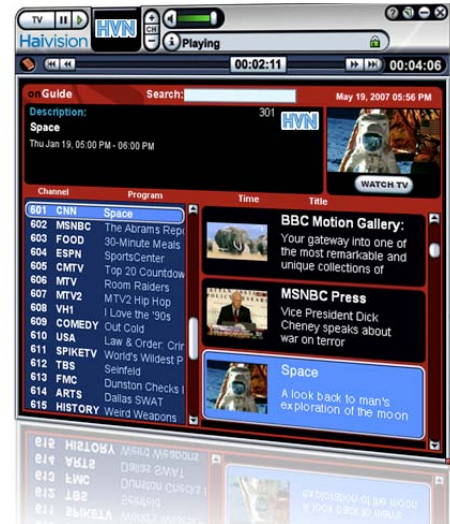 TV
HVN
CH
Haivision
Playing
00:02:11
00:04:06
onGuide
Search:
May 19, 2007 05:56 PM
Description:
301
HVN
Space
Thu Jan 19, 05:00 PM - 06:00 PM
WATCH TV
Channel Program Time Title
601 CNN Space
602 MSNBC The Abrams Repo
603 FOOD 30-Minute Meals
604 ESPN SportsCenter
605 CMTV Top 20 Countdow
606 MTV Room Raiders
607 MTV2 MTV2 Hip Hop
608 VH1 I Love the '90s
609 COMEDY Out Cold
610 USA Law & Order: Crir
611 SPIKETV World's Wildest P
612 TBS Seinfeld
613 FMC Dunston Checks I
614 ARTS Dallas SWAT
615 HISTORY Weird Weapons
BBC Motion Gallery:
Your gateway into one of
the most remarkable and
unique collections of
MSNBC Press
Vice President Dick
Cheney speaks about
war on terror
Space
A look back to man's
exploration of the moon